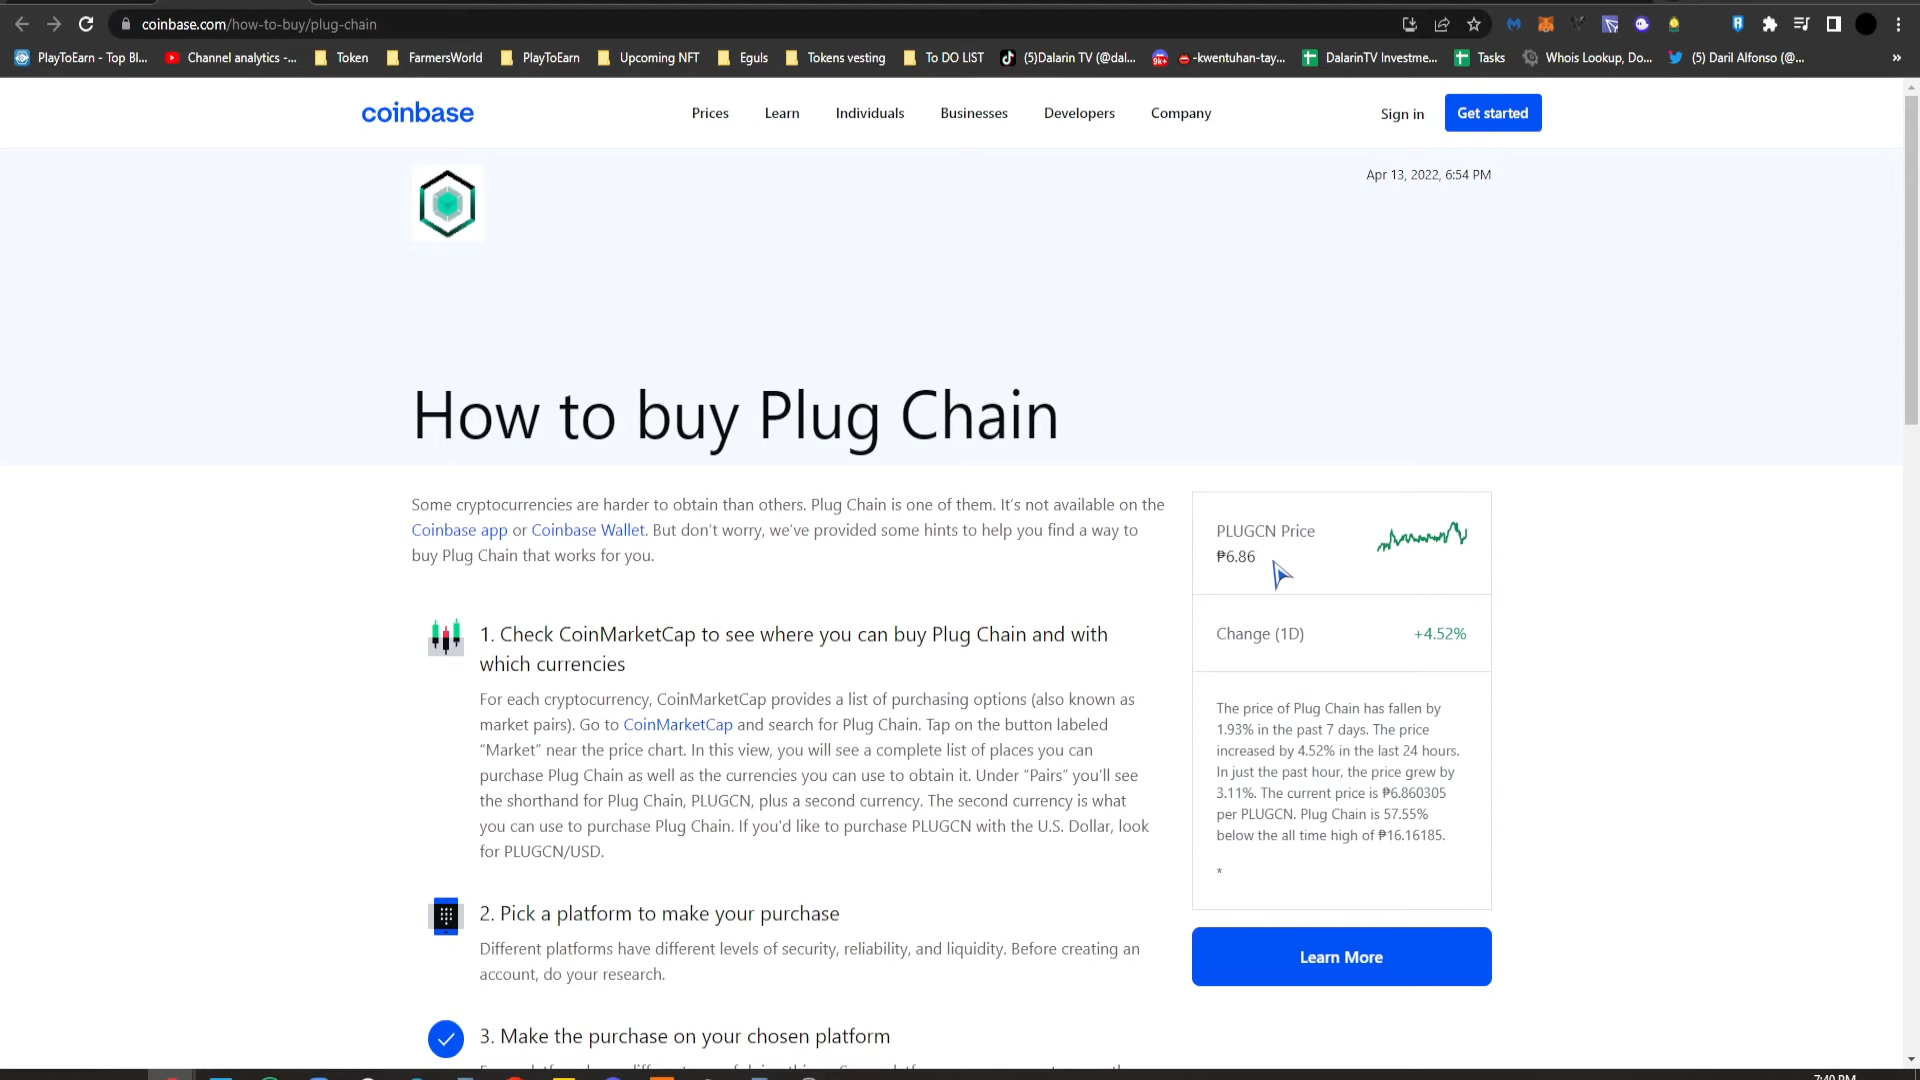 coinbase.com/how-to-buy/plug-chain
PlayToEarn - Top Bl...
Channel analytics -...
Token
FarmersWorld
PlayToEarn
Upcoming NFT
Eguls
Tokens vesting
To DO LIST
(5)Dalarin TV (@dal...
9K+
-kwentuhan-tay...
DalarinTV Investme...
Tasks
Whois Lookup, Do...
(5) Daril Alfonso (@...
»
coinbase
Prices
Learn
Individuals
Businesses
Developers
Company
Sign in
Get started
Apr 13, 2022, 6:54 PM
How to buy Plug Chain
Some cryptocurrencies are harder to obtain than others. Plug Chain is one of them. It's not available on the
Coinbase app or Coinbase Wallet. But don't worry, we've provided some hints to help you find a way to
buy Plug Chain that works for you.
PLUGCN Price
₱6.86
Change (1D)
+4.52%
The price of Plug Chain has fallen by
1.93% in the past 7 days. The price
increased by 4.52% in the last 24 hours.
In just the past hour, the price grew by
3.11%. The current price is ₱6.860305
per PLUGCN. Plug Chain is 57.55%
below the all time high of ₱16.16185.
*
Learn More
1. Check CoinMarketCap to see where you can buy Plug Chain and with
which currencies
For each cryptocurrency, CoinMarketCap provides a list of purchasing options (also known as
market pairs). Go to CoinMarketCap and search for Plug Chain. Tap on the button labeled
“Market” near the price chart. In this view, you will see a complete list of places you can
purchase Plug Chain as well as the currencies you can use to obtain it. Under “Pairs” you'll see
the shorthand for Plug Chain, PLUGCN, plus a second currency. The second currency is what
you can use to purchase Plug Chain. If you'd like to purchase PLUGCN with the U.S. Dollar, look
for PLUGCN/USD.
2. Pick a platform to make your purchase
Different platforms have different levels of security, reliability, and liquidity. Before creating an
account, do your research.
3. Make the purchase on your chosen platform
7:40 PM